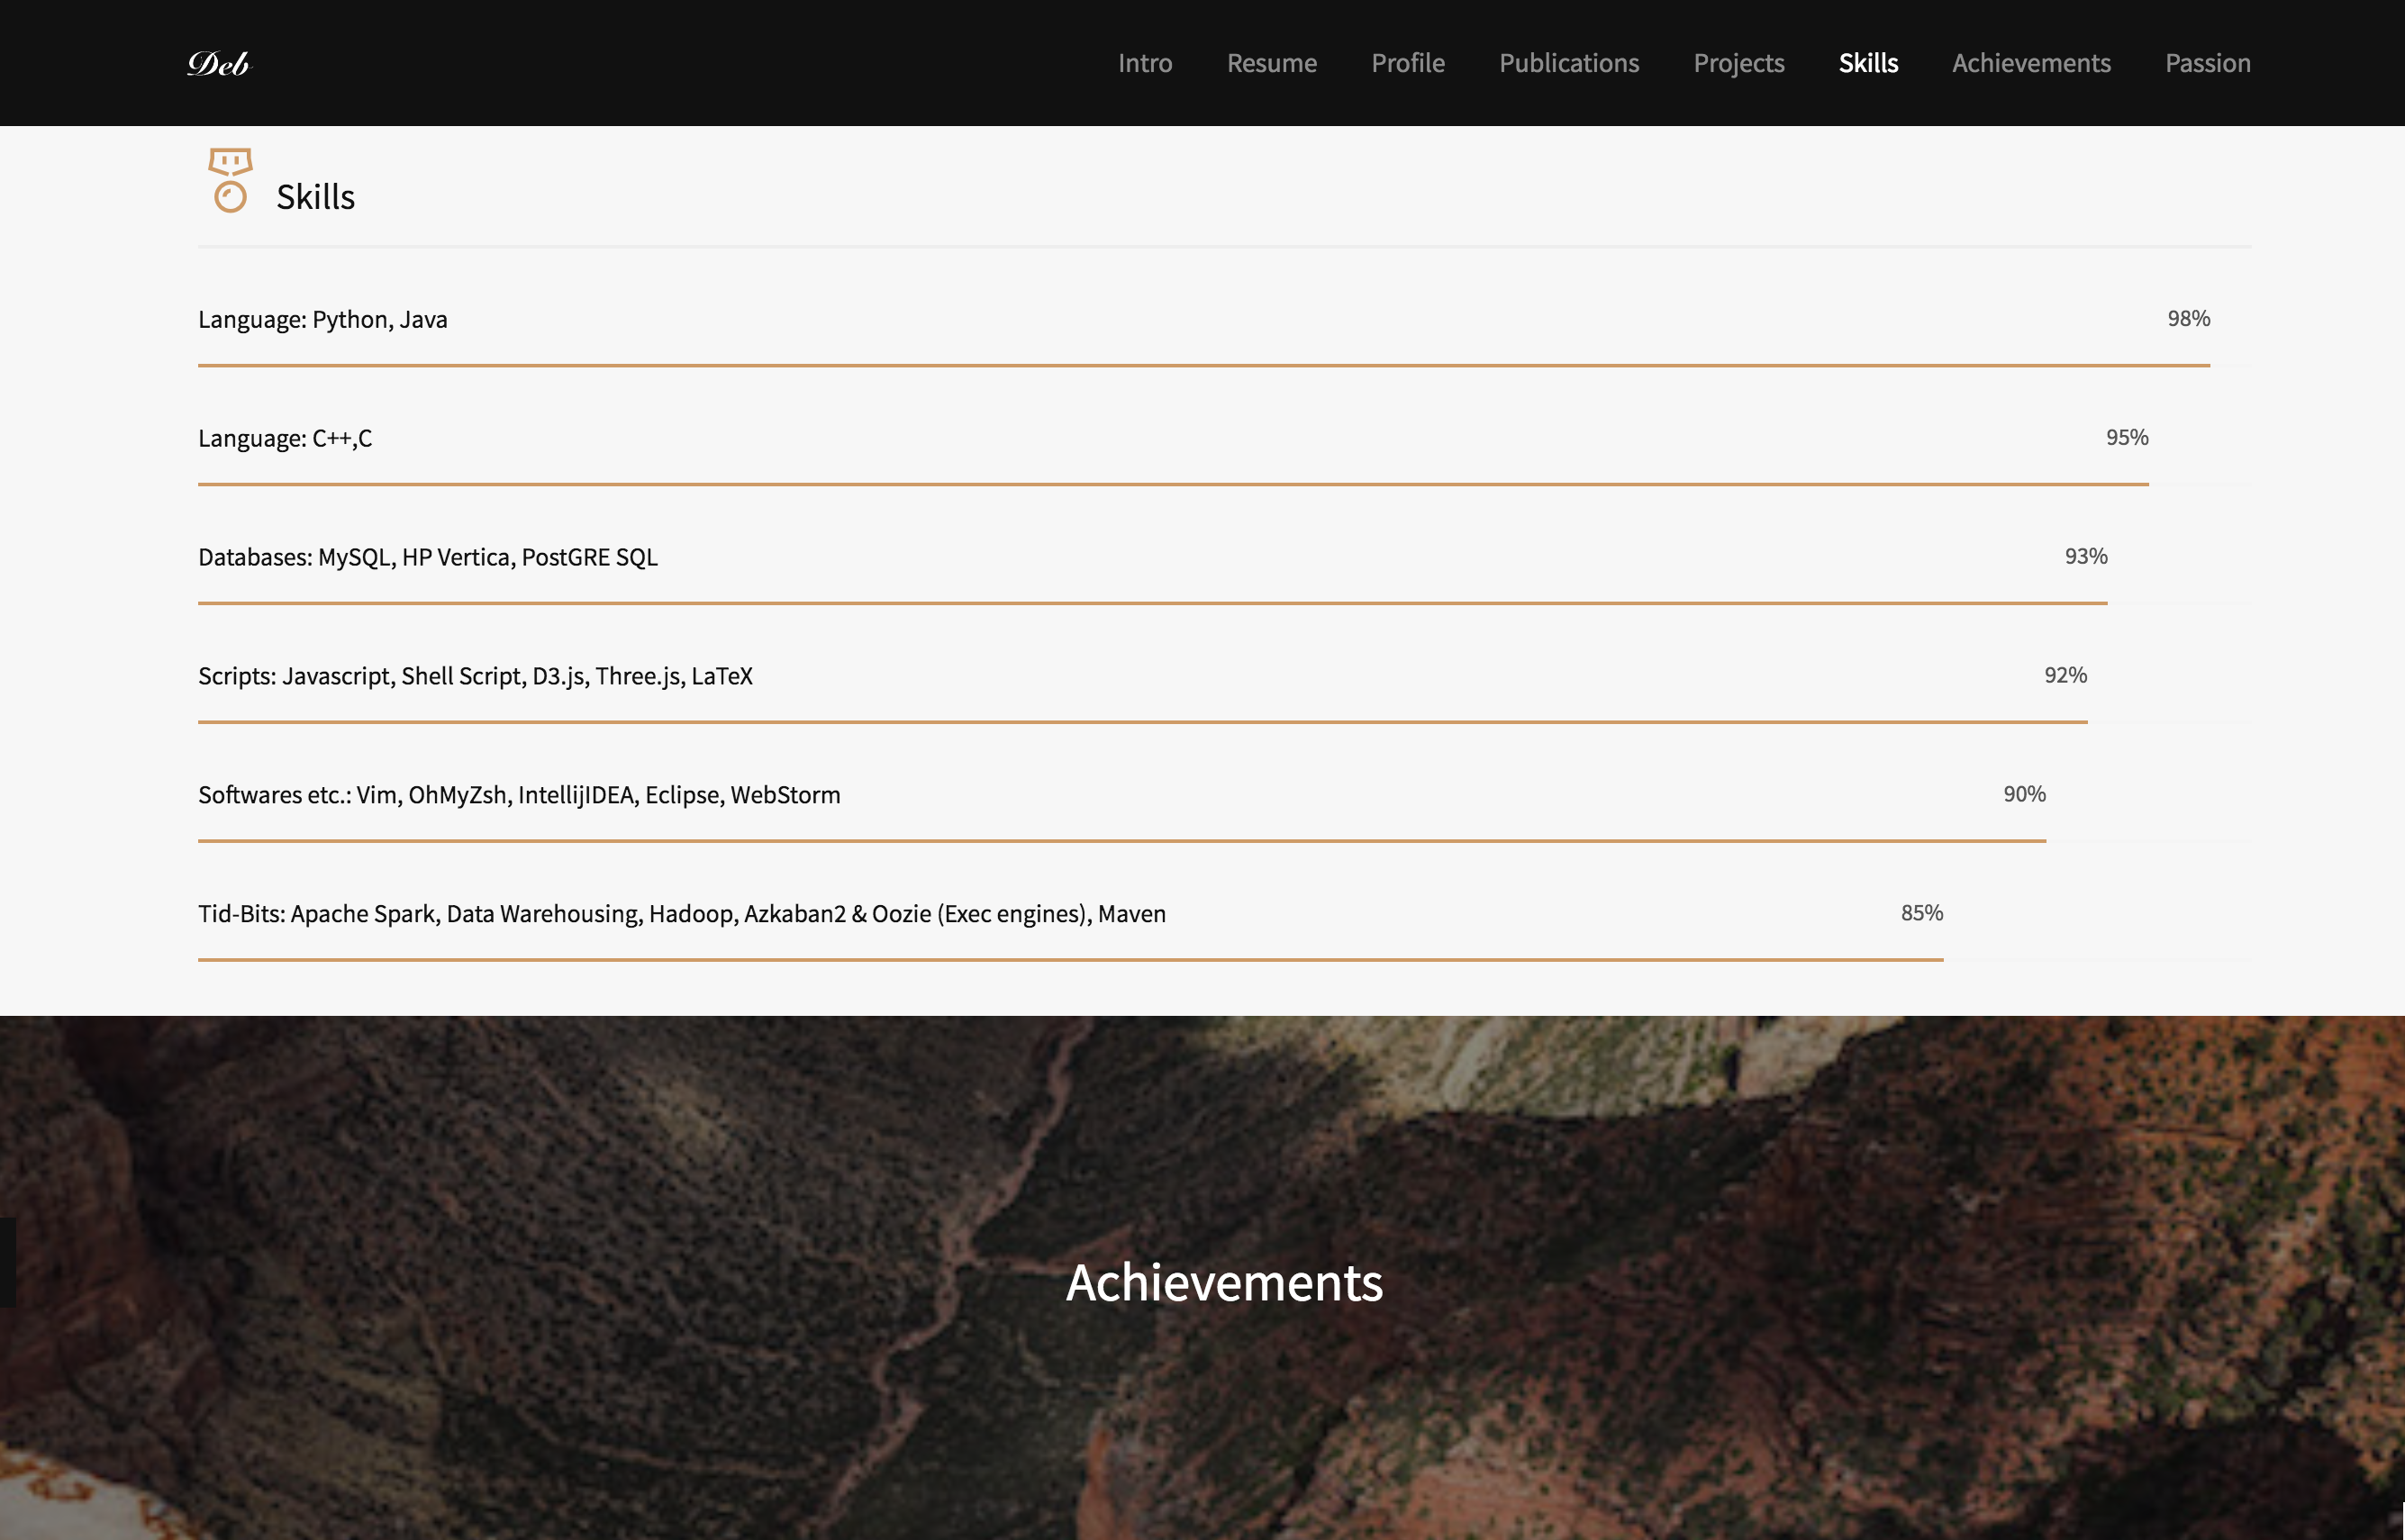 Deb
Intro Resume Profile Publications Projects Skills Achievements Passion
Skills
Language: Python, Java 98%
Language: C++,C 95%
Databases: MySQL, HP Vertica, PostGRE SQL 93%
Scripts: Javascript, Shell Script, D3.js, Three.js, LaTeX 92%
Softwares etc.: Vim, OhMyZsh, IntellijIDEA, Eclipse, WebStorm 90%
Tid-Bits: Apache Spark, Data Warehousing, Hadoop, Azkaban2 & Oozie (Exec engines), Maven 85%
Achievements